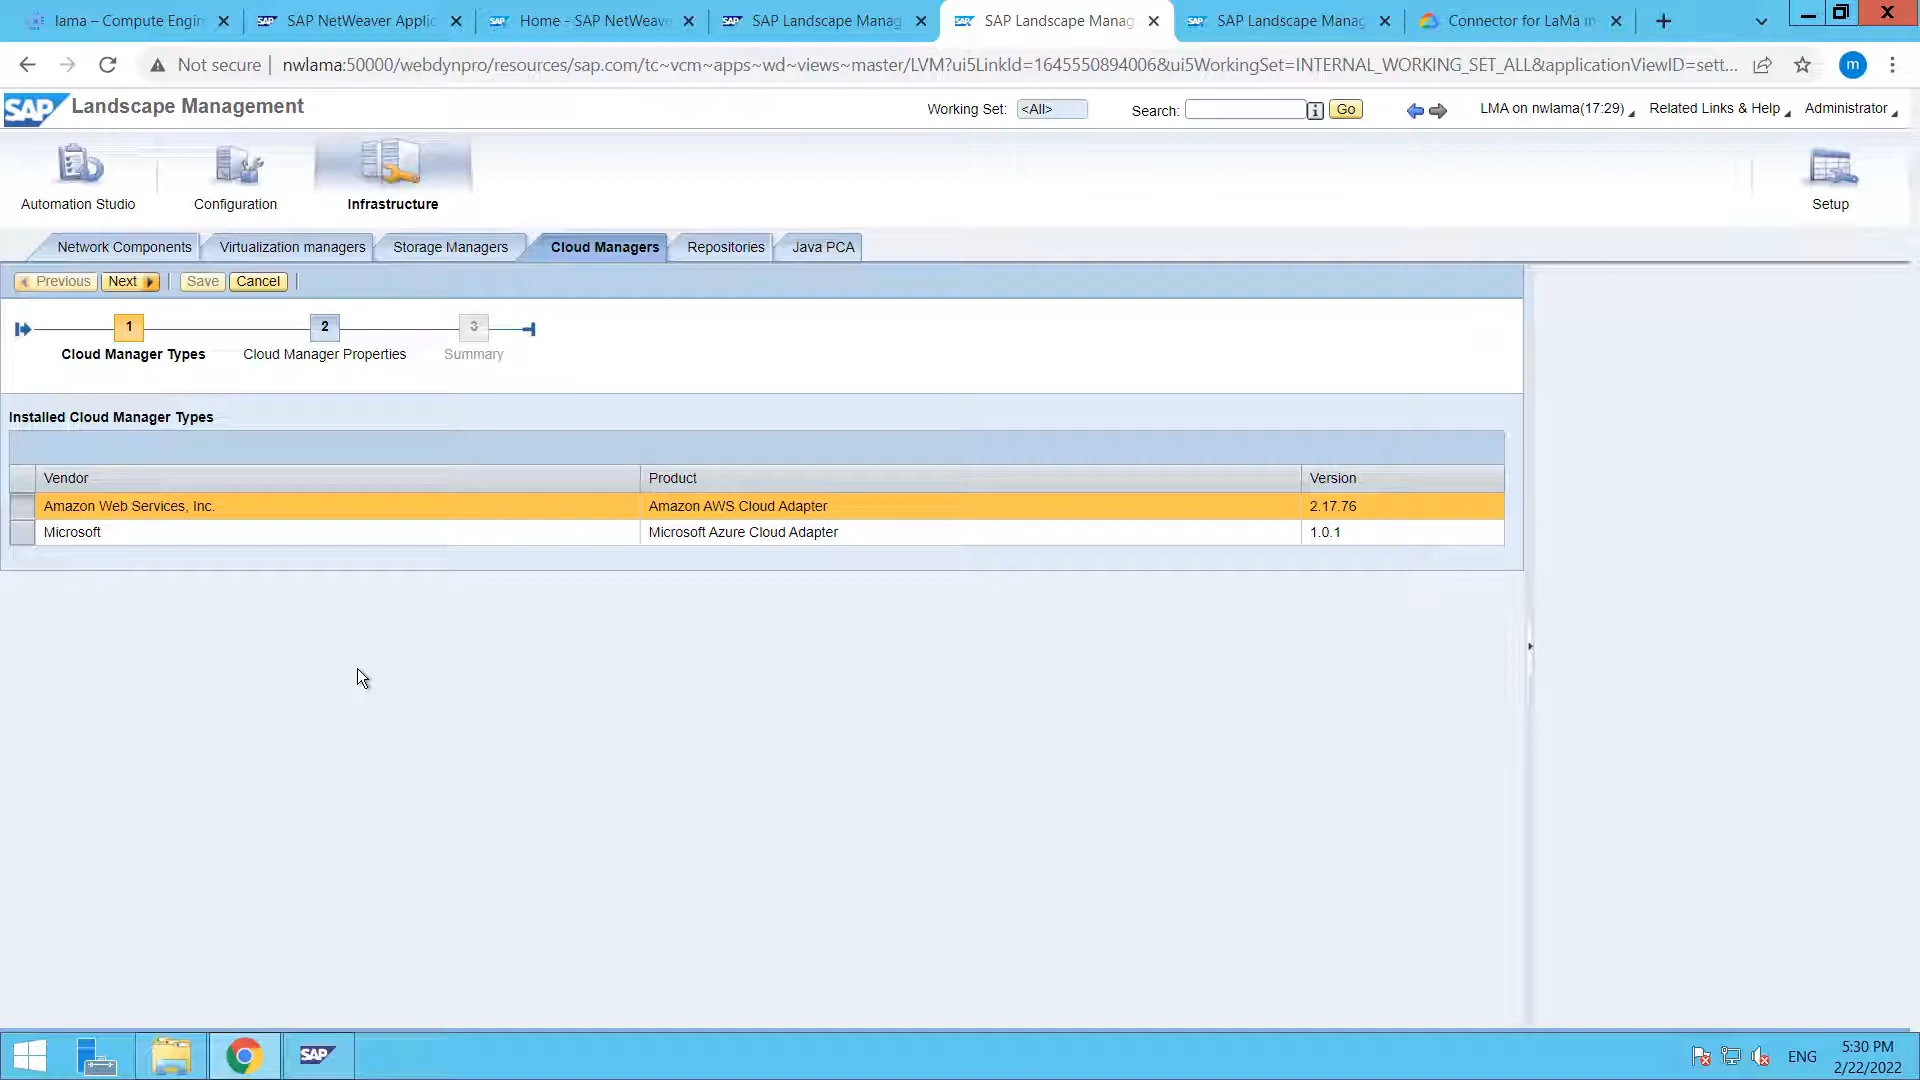 lama – Compute Engin
SAP NetWeaver Applic
Home - SAP NetWeave
SAP Landscape Manag
SAP Landscape Manag
SAP Landscape Manag
Connector for LaMa
Not secure
nwlama:50000/webdynpro/resources/sap.com/tc~vcm~apps~wd~views~master/LVM?ui5LinkId=1645550894006&ui5WorkingSet=INTERNAL_WORKING_SET_ALL&applicationViewID=sett...
m
SAP Landscape Management
Working Set: <All>
Search: Go
LMA on nwlama(17:29)
Related Links & Help
Administrator
Automation Studio
Configuration
Infrastructure
Setup
Network Components
Virtualization managers
Storage Managers
Cloud Managers
Repositories
Java PCA
Previous Next Save Cancel
1 2 3
Cloud Manager Types Cloud Manager Properties Summary
Installed Cloud Manager Types
Vendor Product Version
Amazon Web Services, Inc. Amazon AWS Cloud Adapter 2.17.76
Microsoft Microsoft Azure Cloud Adapter 1.0.1
SAP
ENG
5:30 PM
2/22/2022